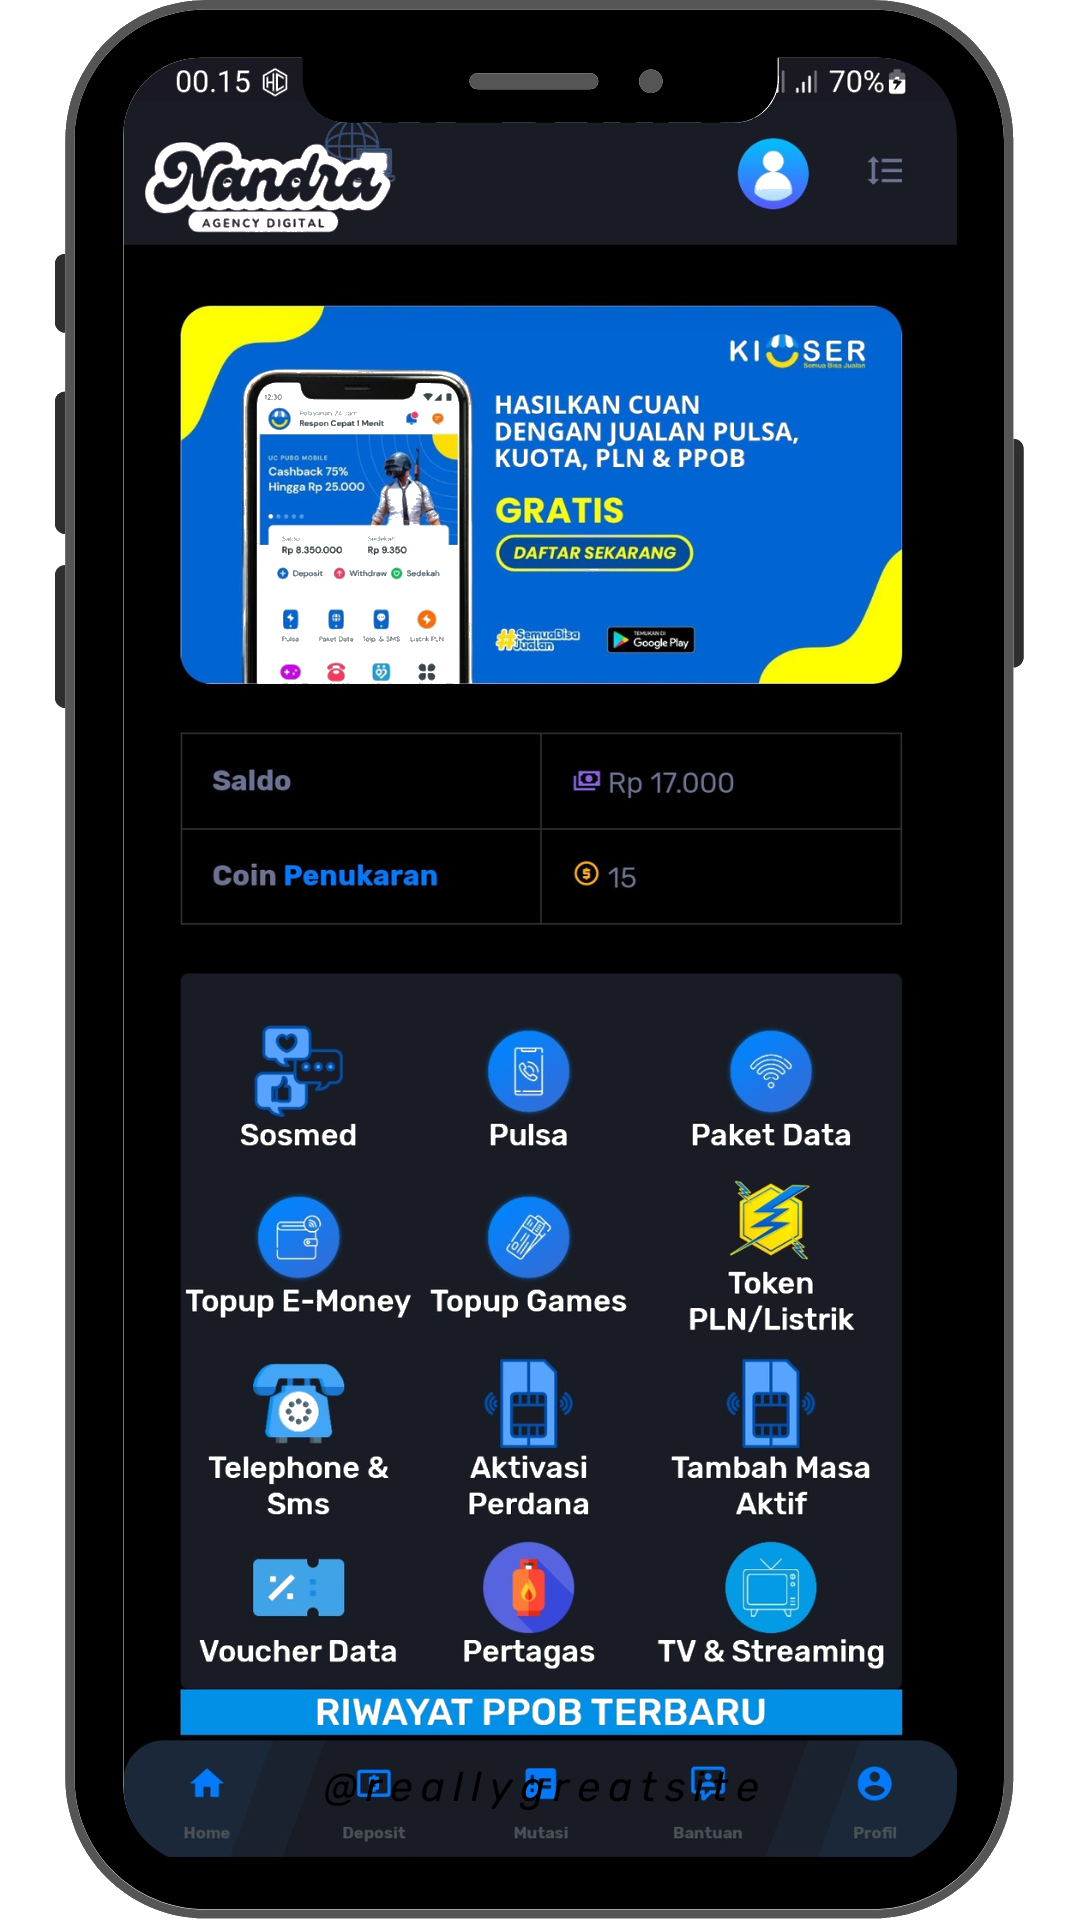 00.15
70%
Nandra
AGENCY DIGITAL
KIOSER
Semua Bisa Jualan
12:30
Pelayanan 24 Jam
Respon Cepat 1 Menit
UC PUBG MOBILE
Cashback 75%
Hingga Rp 25.000
Saldo
Sedekah
Rp 8.350.000
Rp 9.350
Deposit
Withdraw
Sedekah
Pulsa
Paket Data
Telp & SMS
Listrik PLN
HASILKAN CUAN
DENGAN JUALAN PULSA,
KUOTA, PLN & PPOB
GRATIS
DAFTAR SEKARANG
#SemuaBisa
Jualan
TEMUKAN DI
Google Play
Saldo
Rp 17.000
Coin Penukaran
15
Sosmed
Pulsa
Paket Data
Topup E-Money
Topup Games
Token
PLN/Listrik
Telephone &
Sms
Aktivasi
Perdana
Tambah Masa
Aktif
Voucher Data
Pertagas
TV & Streaming
RIWAYAT PPOB TERBARU
@reallygreatsite
Home
Deposit
Mutasi
Bantuan
Profil